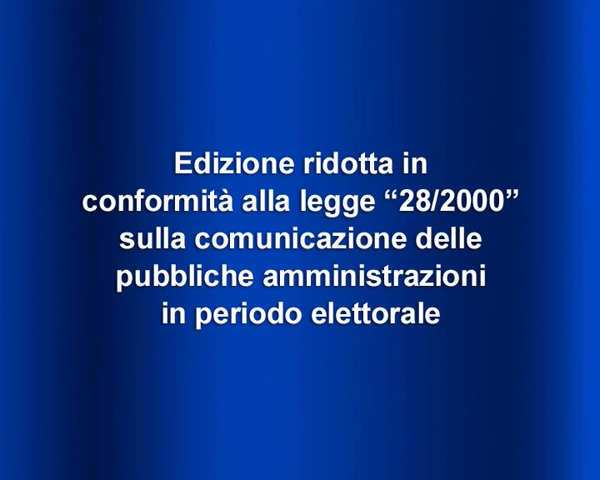 Edizione ridotta in
conformità alla legge “28/2000”
sulla comunicazione delle
pubbliche amministrazioni
in periodo elettorale